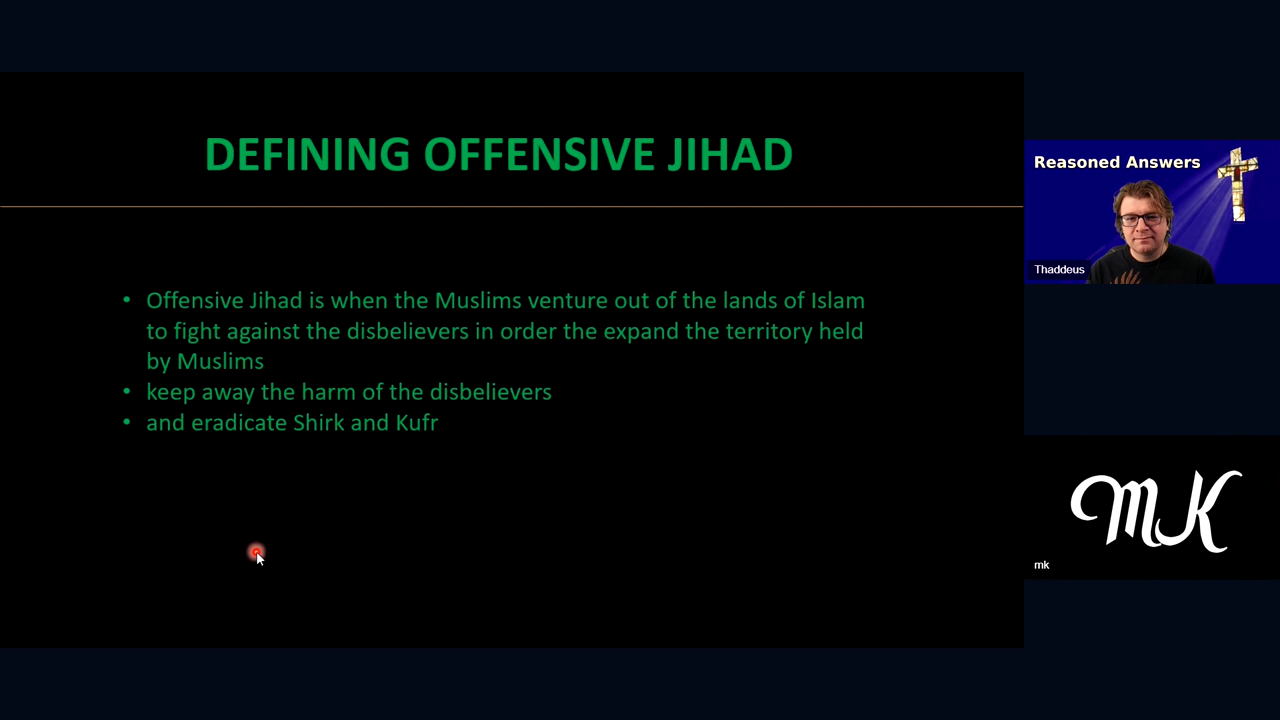 DEFINING OFFENSIVE JIHAD
• Offensive Jihad is when the Muslims venture out of the lands of Islam
to fight against the disbelievers in order the expand the territory held
by Muslims
• keep away the harm of the disbelievers
• and eradicate Shirk and Kufr
Reasoned Answers
Thaddeus
MK
mk